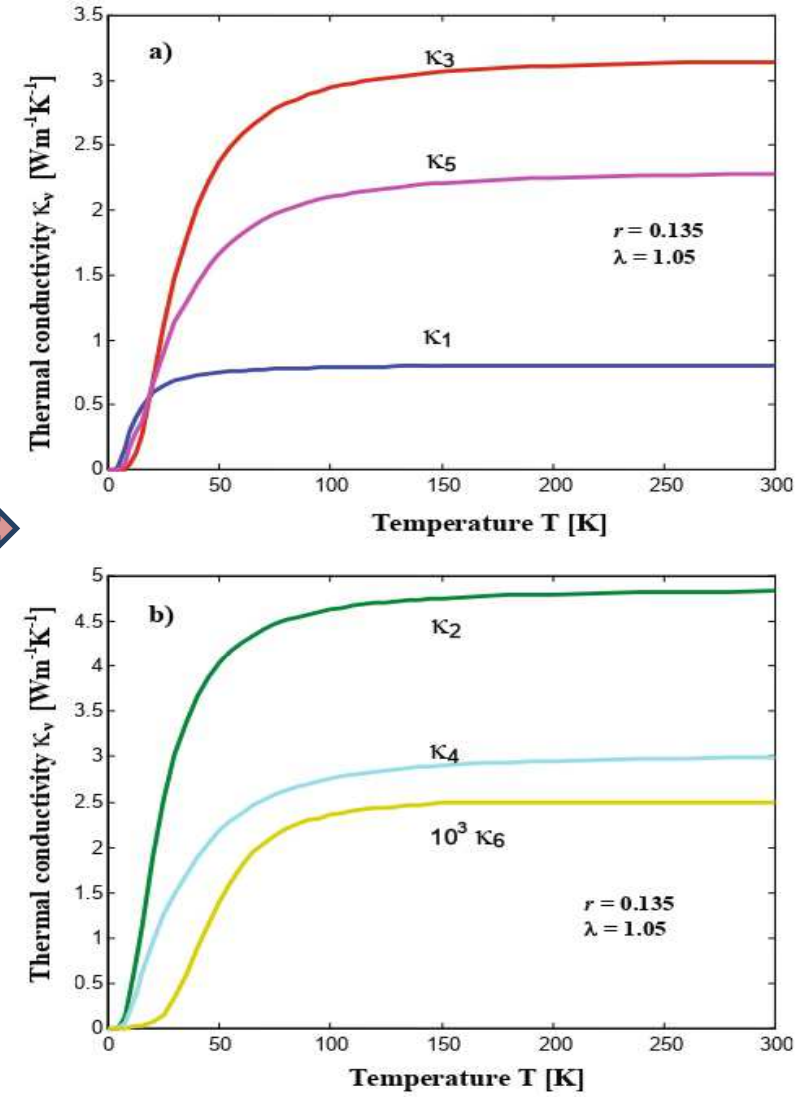 a)
Thermal conductivity κᵥ [Wm⁻¹K⁻¹]
3.5
3
2.5
2
1.5
1
0.5
0
κ₃
κ₅
r = 0.135
λ = 1.05
κ₁
0 50 100 150 200 250 300
Temperature T [K]
b)
Thermal conductivity κᵥ [Wm⁻¹K⁻¹]
5
4.5
4
3.5
3
2.5
2
1.5
1
0.5
0
κ₂
κ₄
10³ κ₆
r = 0.135
λ = 1.05
0 50 100 150 200 250 300
Temperature T [K]